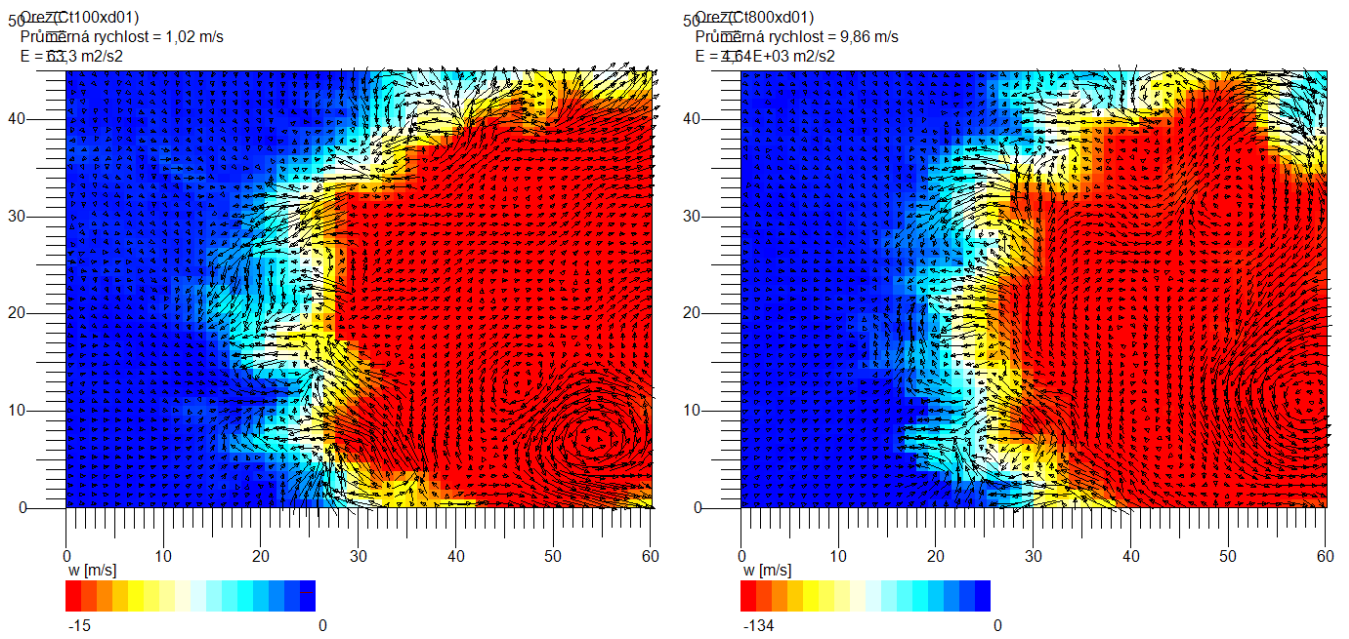 50
Orez(Ct100xd01)
Průměrná rychlost = 1,02 m/s
E = 63,3 m2/s2
40
30
20
10
0
0 10 20 30 40 50 60
w [m/s]
-15 0
50
Orez(Ct800xd01)
Průměrná rychlost = 9,86 m/s
E = 4,64E+03 m2/s2
40
30
20
10
0
0 10 20 30 40 50 60
w [m/s]
-134 0